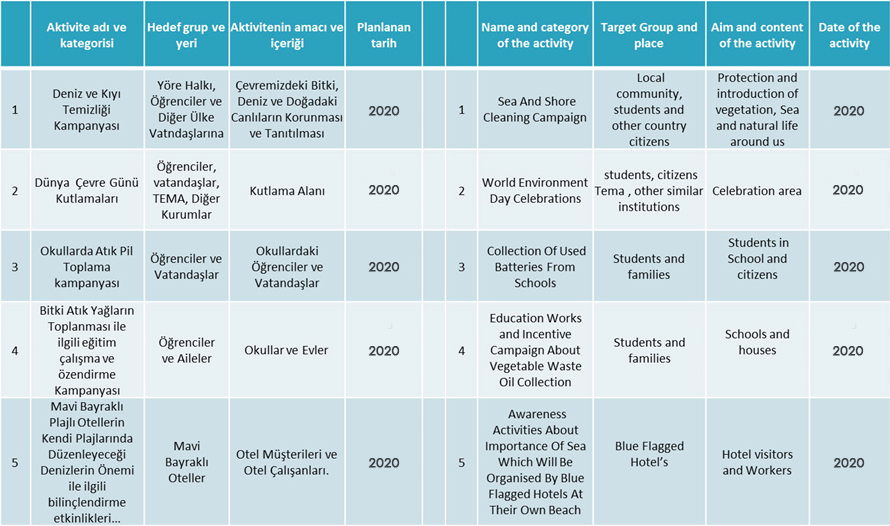 Aktivite adı ve
kategorisi
Hedef grup ve
yeri
Aktivitenin amacı ve
içeriği
Planlanan
tarih
Name and category
of the activity
Target Group and
place
Aim and content
of the activity
Date of the
activity
1
Deniz ve Kıyı
Temizliği
Kampanyası
Yöre Halkı,
Öğrenciler ve
Diğer Ülke
Vatndaşlarına
Çevremizdeki Bitki,
Deniz ve Doğadaki
Canlıların Korunması
ve Tanıtılması
2020
1
Sea And Shore
Cleaning Campaign
Local
community,
students and
other country
citizens
Protection and
introduction of
vegetation, Sea
and natural life
around us
2020
2
Dünya Çevre Günü
Kutlamaları
Öğrenciler,
vatandaşlar,
TEMA, Diğer
Kurumlar
Kutlama Alanı
2020
2
World Environment
Day Celebrations
students, citizens
Tema , other similar
institutions
Celebration area
2020
3
Okullarda Atık Pil
Toplama
kampanyası
Öğrenciler ve
Vatandaşlar
Okullardaki
Öğrenciler ve
Vatandaşlar
2020
3
Collection Of Used
Batteries From
Schools
Students and
families
Students in
School and
citizens
2020
4
Bitki Atık Yağların
Toplanması ile
ilgili eğitim
çalışma ve
özendirme
Kampanyası
Öğrenciler
ve Aileler
Okullar ve Evler
2020
4
Education Works
and Incentive
Campaign About
Vegetable Waste
Oil Collection
Students and
families
Schools and
houses
2020
5
Mavi Bayraklı
Plajlı Otellerin
Kendi Plajlarında
Düzenleyeceği
Denizlerin Önemi
ile ilgili
bilinçlendirme
etkinlikleri...
Mavi
Bayraklı
Oteller
Otel Müşterileri ve
Otel Çalışanları.
2020
5
Awareness
Activities About
Importance Of Sea
Which Will Be
Organised By Blue
Flagged Hotels At
Their Own Beach
Blue Flagged
Hotel's
Hotel visitors
and Workers
2020